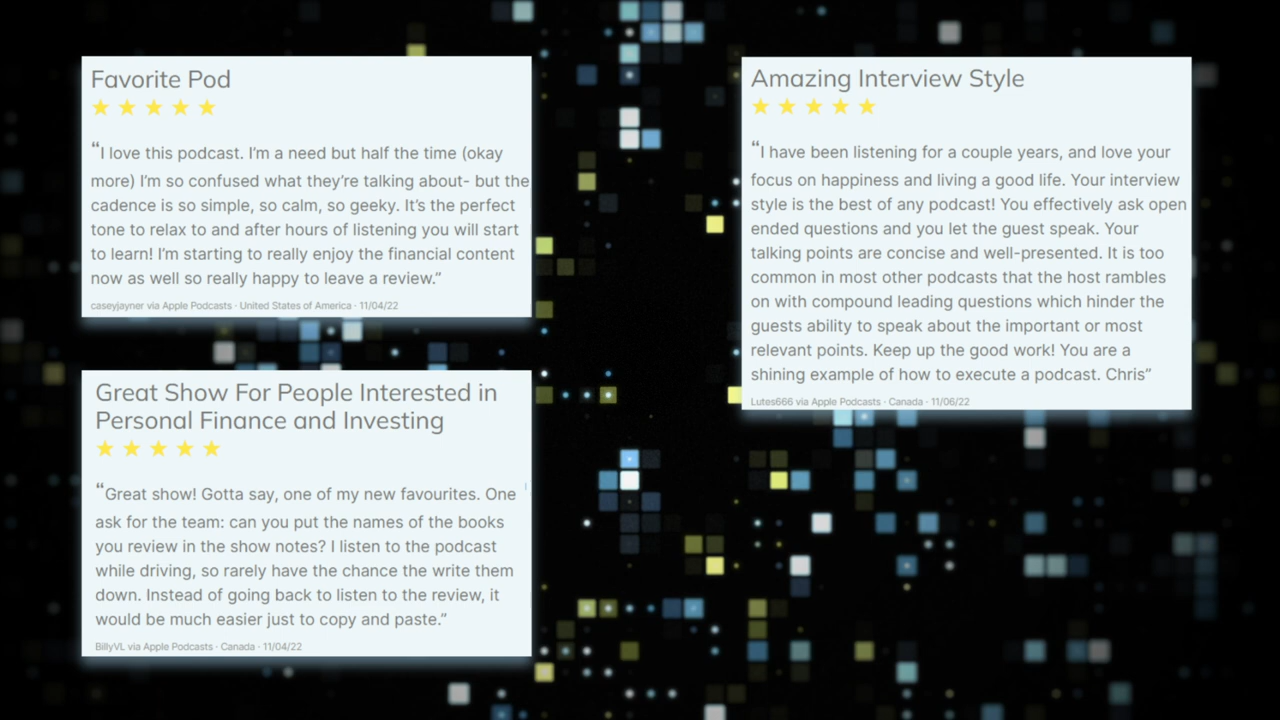 Favorite Pod
“I love this podcast. I’m a need but half the time (okay
more) I’m so confused what they’re talking about- but the
cadence is so simple, so calm, so geeky. It’s the perfect
tone to relax to and after hours of listening you will start
to learn! I’m starting to really enjoy the financial content
now as well so really happy to leave a review.”
caseyjayner via Apple Podcasts · United States of America · 11/04/22
Great Show For People Interested in
Personal Finance and Investing
“Great show! Gotta say, one of my new favourites. One
ask for the team: can you put the names of the books
you review in the show notes? I listen to the podcast
while driving, so rarely have the chance the write them
down. Instead of going back to listen to the review, it
would be much easier just to copy and paste.”
BillyVL via Apple Podcasts · Canada · 11/04/22
Amazing Interview Style
“I have been listening for a couple years, and love your
focus on happiness and living a good life. Your interview
style is the best of any podcast! You effectively ask open
ended questions and you let the guest speak. Your
talking points are concise and well-presented. It is too
common in most other podcasts that the host rambles
on with compound leading questions which hinder the
guests ability to speak about the important or most
relevant points. Keep up the good work! You are a
shining example of how to execute a podcast. Chris”
Lutes666 via Apple Podcasts · Canada · 11/06/22